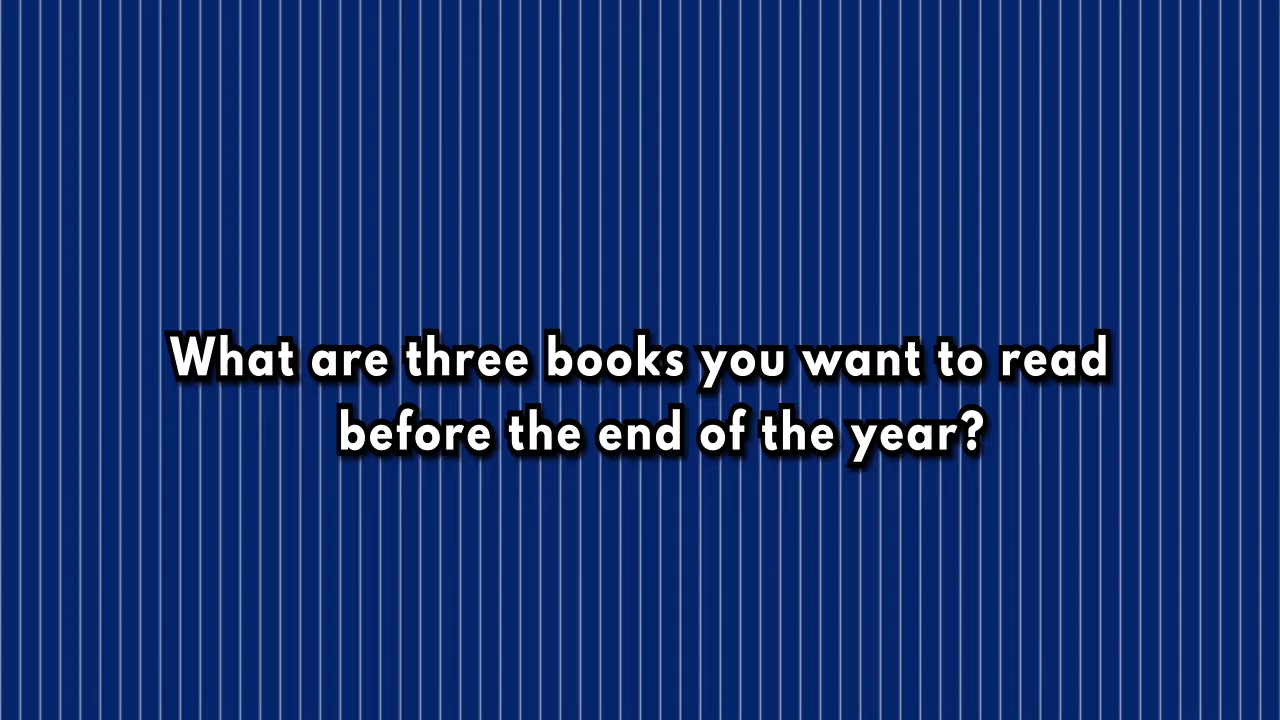 What are three books you want to read
before the end of the year?